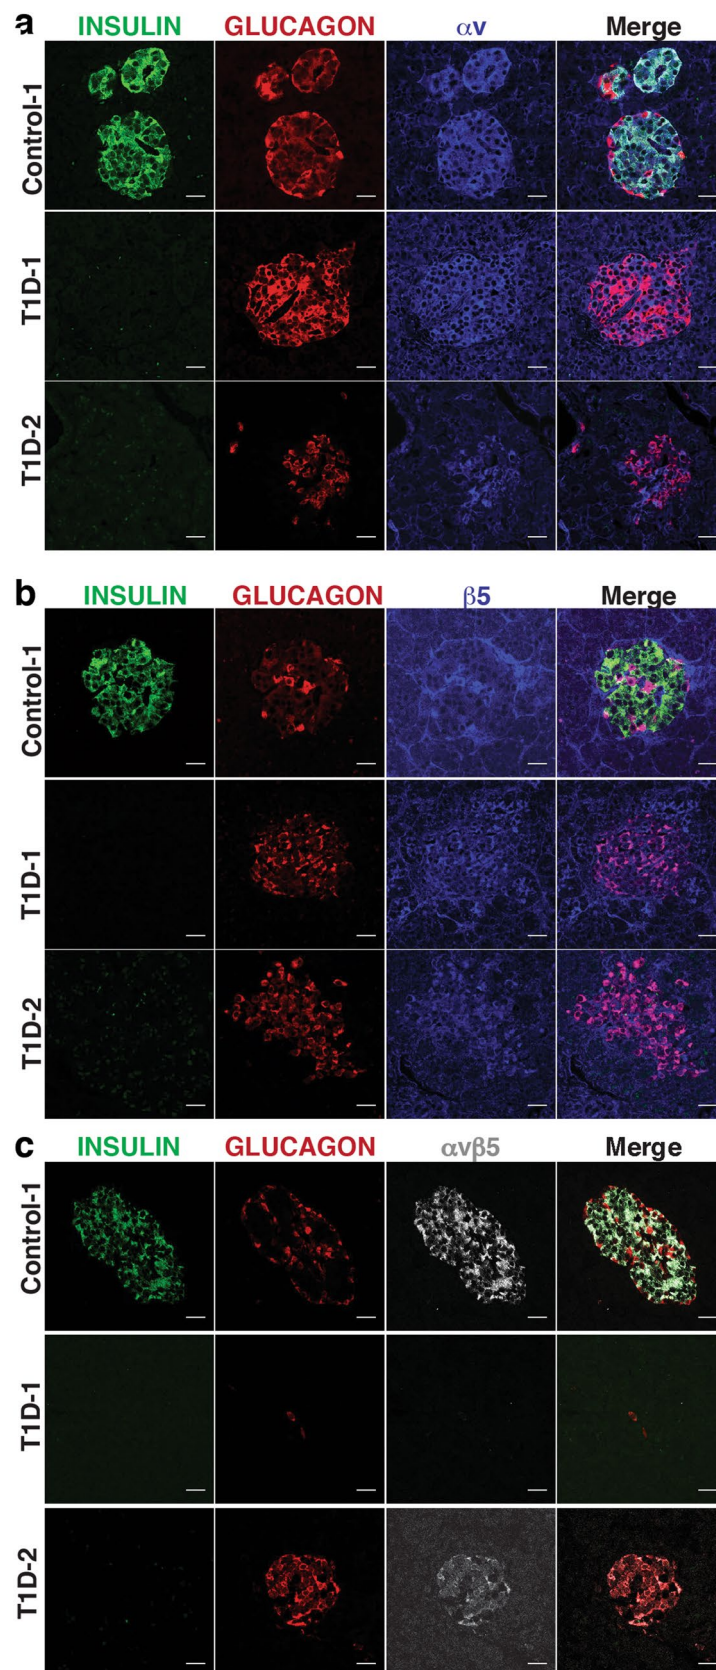 a
INSULIN GLUCAGON αv Merge
Control-1
T1D-1
T1D-2
b
INSULIN GLUCAGON β5 Merge
Control-1
T1D-1
T1D-2
c
INSULIN GLUCAGON αvβ5 Merge
Control-1
T1D-1
T1D-2